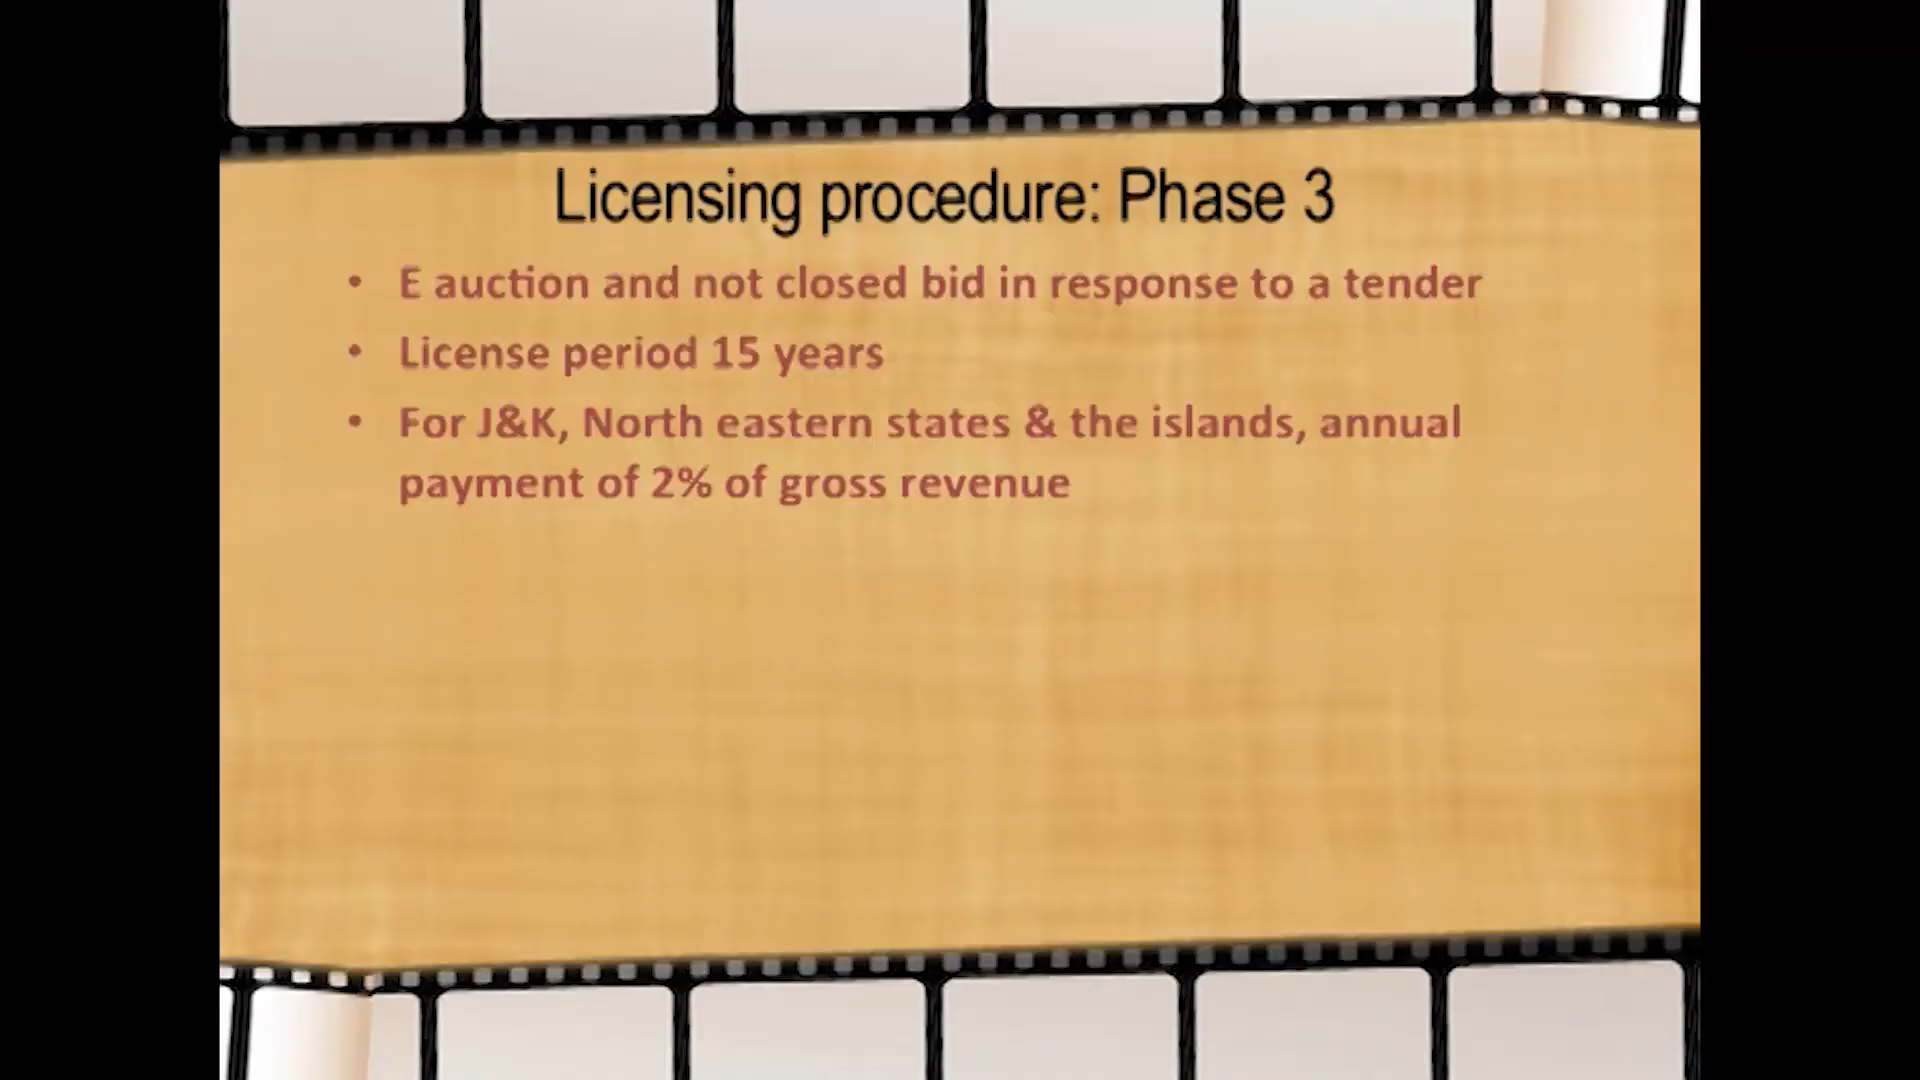 Licensing procedure: Phase 3
• E auction and not closed bid in response to a tender
• License period 15 years
• For J&K, North eastern states & the islands, annual
payment of 2% of gross revenue